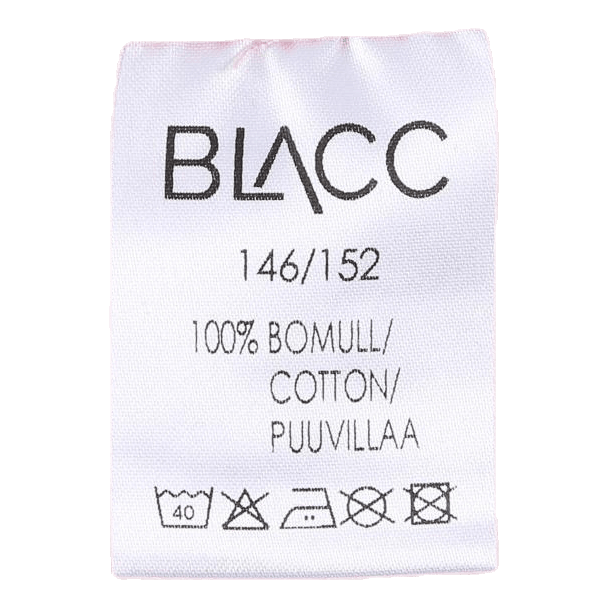 BLACC
146/152
100% BOMULL/
COTTON/
PUUVILLAA
40